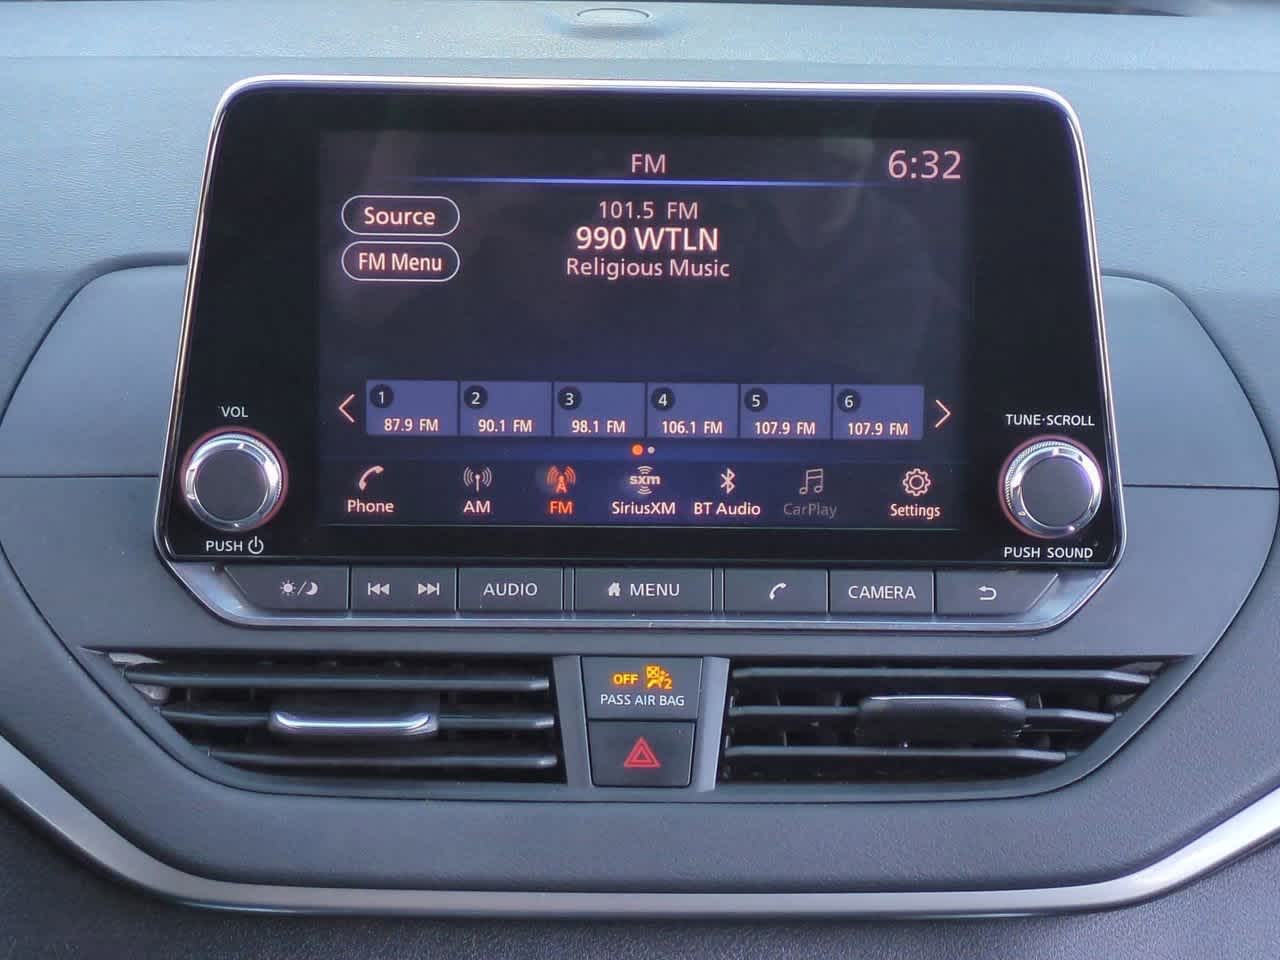 FM
6:32
Source
101.5 FM
990 WTLN
FM Menu
Religious Music
1
2
3
4
5
6
87.9 FM
90.1 FM
98.1 FM
106.1 FM
107.9 FM
107.9 FM
VOL
TUNE·SCROLL
sxm
A
Phone
AM
FM
SiriusXM
BT Audio
CarPlay
Settings
PUSH
PUSH SOUND
AUDIO
MENU
CAMERA
OFF
2
PASS AIR BAG